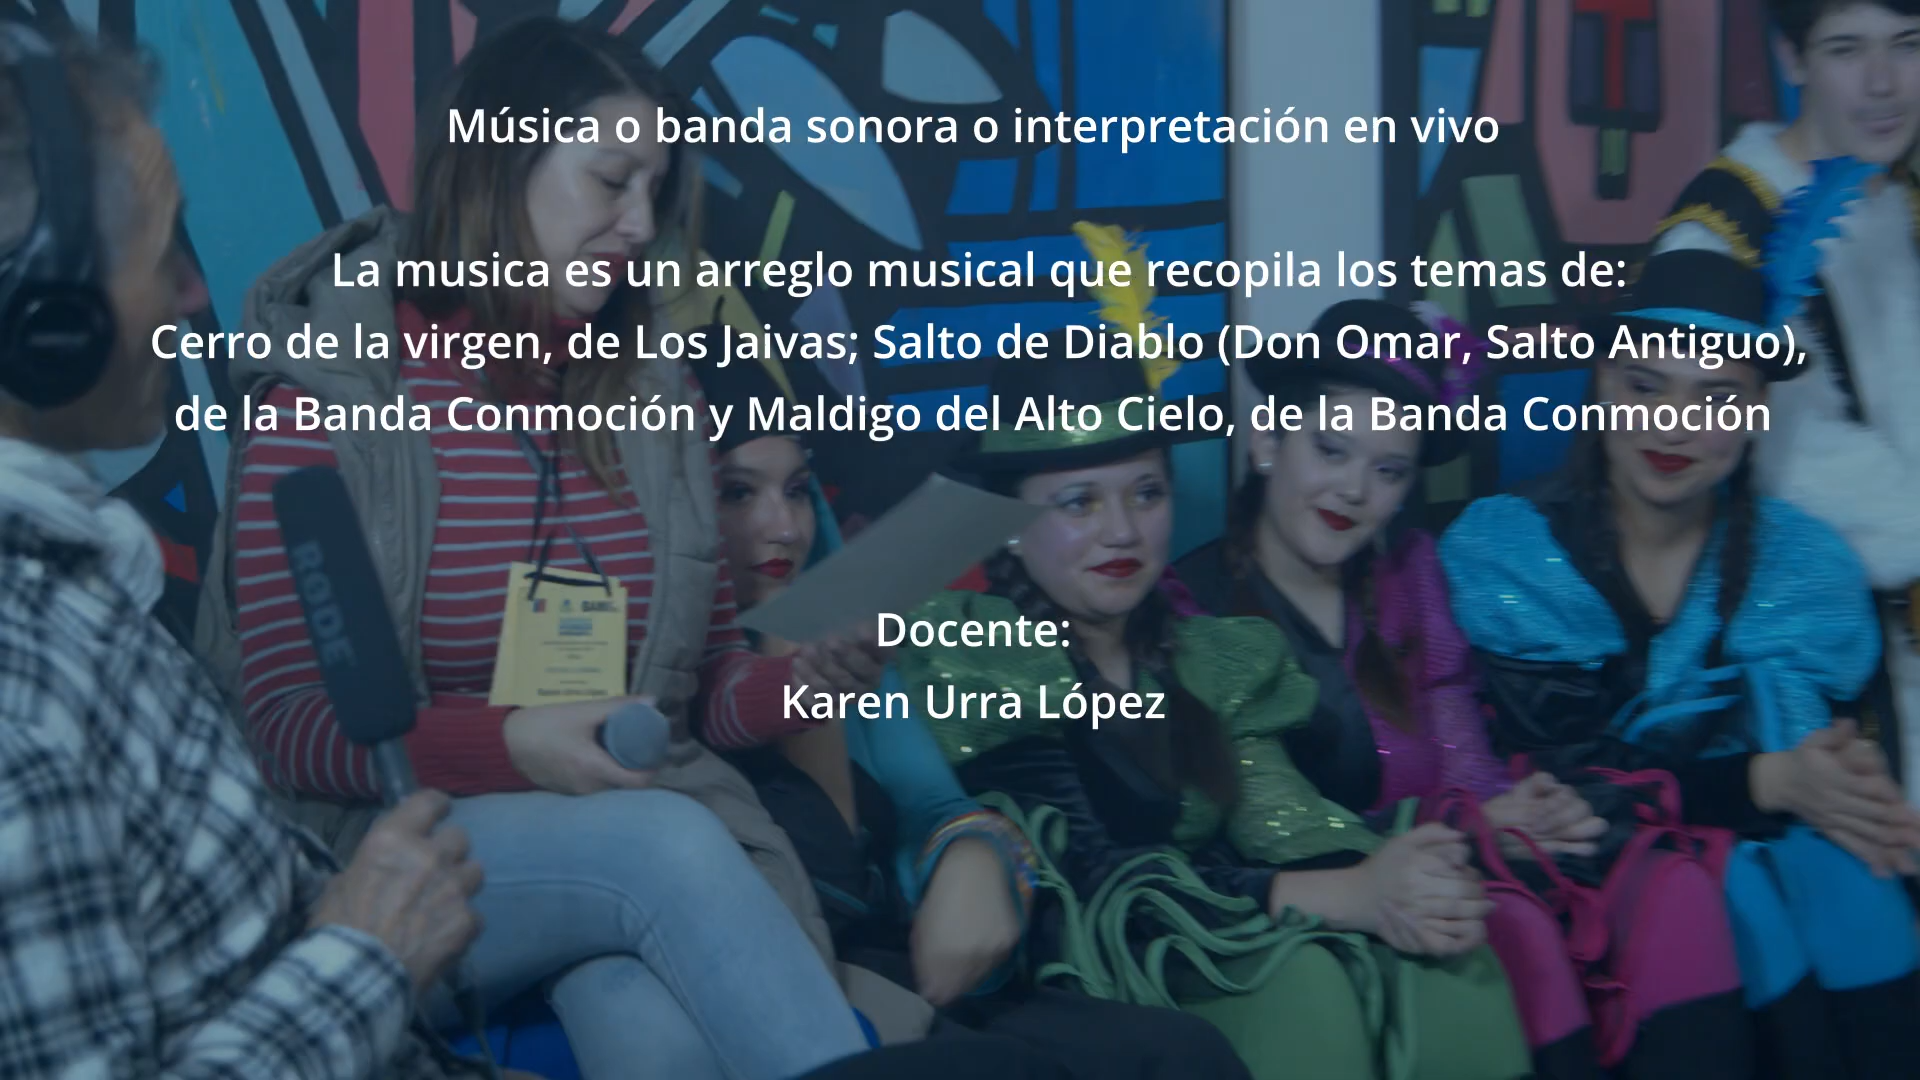 Música o banda sonora o interpretación en vivo
La musica es un arreglo musical que recopila los temas de:
Cerro de la virgen, de Los Jaivas; Salto de Diablo (Don Omar, Salto Antiguo),
de la Banda Conmoción y Maldigo del Alto Cielo, de la Banda Conmoción
RODE
Docente:
Karen Urra López